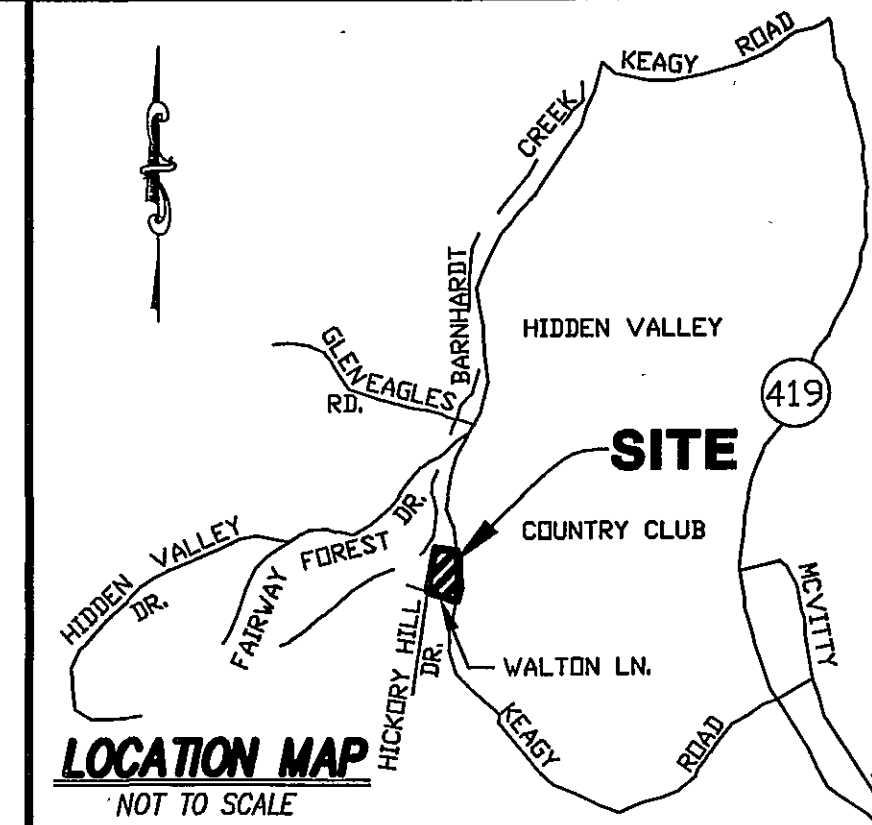 KEAGY ROAD
CREEK
BARNHARDT
HIDDEN VALLEY
GLENEAGLES
RD.
419
SITE
COUNTRY CLUB
HIDDEN VALLEY
DR.
FAIRWAY FOREST DR.
MCVITTY
HICKORY HILL
DR.
WALTON LN.
KEAGY ROAD
LOCATION MAP
NOT TO SCALE